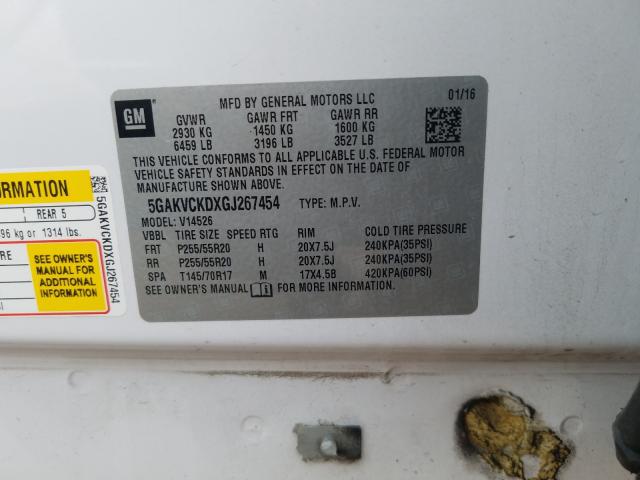 GM
MFD BY GENERAL MOTORS LLC 01/16
GVWR GAWR FRT GAWR RR
2930 KG 1450 KG 1600 KG
6459 LB 3196 LB 3527 LB
THIS VEHICLE CONFORMS TO ALL APPLICABLE U.S. FEDERAL MOTOR
VEHICLE SAFETY STANDARDS IN EFFECT ON THE DATE OF
MANUFACTURE SHOWN ABOVE.
5GAKVCKDXGJ267454 TYPE: M.P.V.
MODEL: V14526
VBBL TIRE SIZE SPEED RTG RIM COLD TIRE PRESSURE
FRT P255/55R20 H 20X7.5J 240KPA(35PSI)
RR P255/55R20 H 20X7.5J 240KPA(35PSI)
SPA T145/70R17 M 17X4.5B 420KPA(60PSI)
SEE OWNER'S MANUAL FOR MORE INFORMATION.
ORMATION
REAR 5
96 kg or 1314 lbs.
RE
SEE OWNER'S
MANUAL FOR
ADDITIONAL
INFORMATION
5GAKVCKDXGJ267454